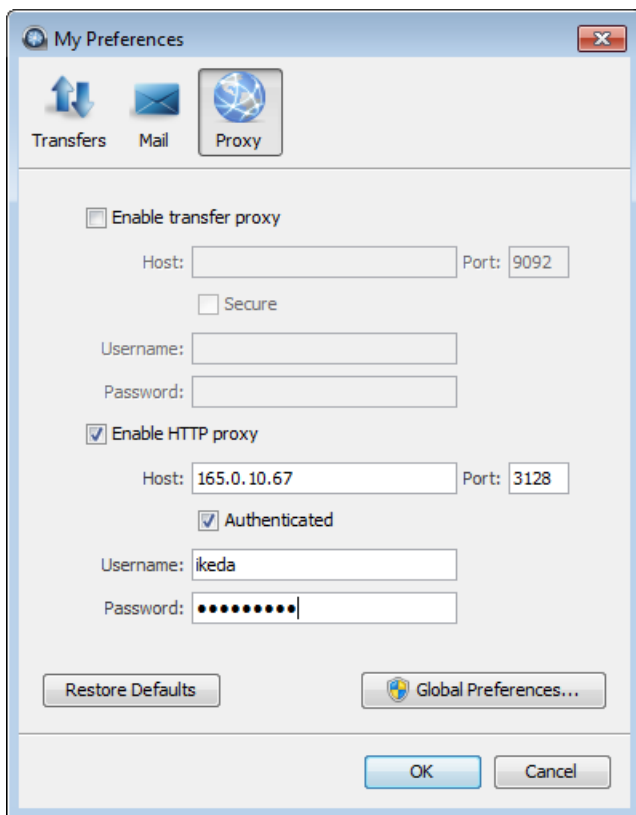 My Preferences
Transfers Mail Proxy
Enable transfer proxy
Host: Port: 9092
Secure
Username:
Password:
Enable HTTP proxy
Host: 165.0.10.67 Port: 3128
Authenticated
Username: ikeda
Password: •••••••••
Restore Defaults Global Preferences...
OK Cancel